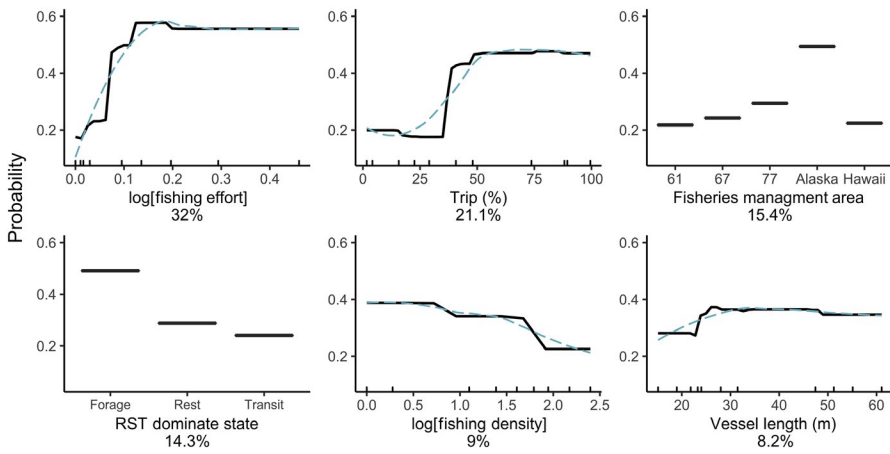 Probability
0.6
0.4
0.2
0.0 0.1 0.2 0.3 0.4
log[fishing effort]
32%
0.6
0.4
0.2
0 25 50 75 100
Trip (%)
21.1%
0.6
0.4
0.2
61 67 77 Alaska Hawaii
Fisheries managment area
15.4%
0.6
0.4
0.2
Forage Rest Transit
RST dominate state
14.3%
0.6
0.4
0.2
0.0 0.5 1.0 1.5 2.0 2.5
log[fishing density]
9%
0.6
0.4
0.2
20 30 40 50 60
Vessel length (m)
8.2%